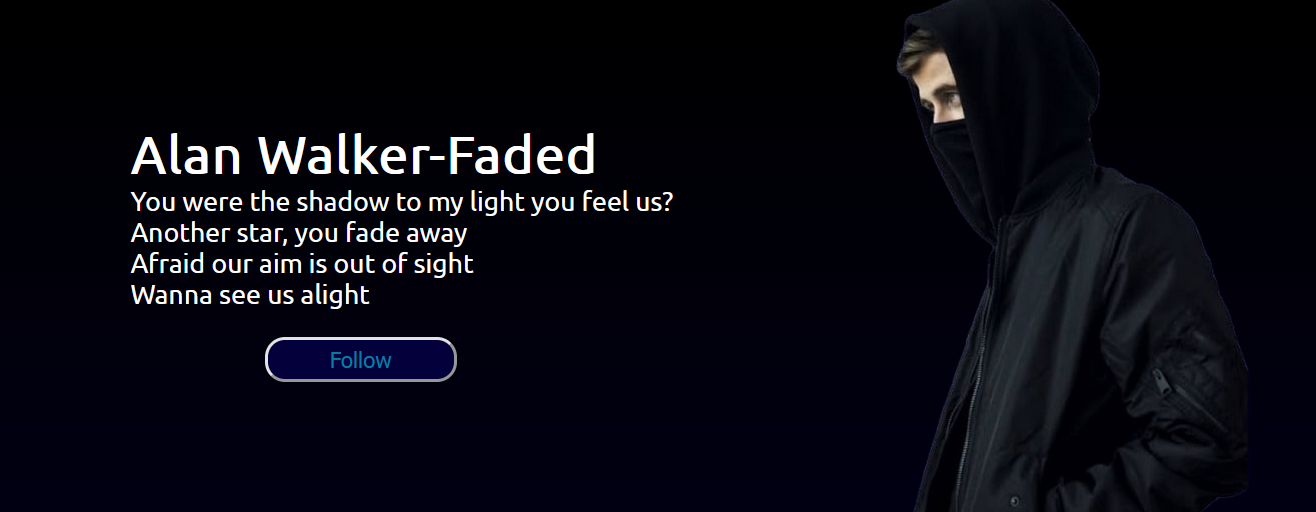 Alan Walker-Faded
You were the shadow to my light you feel us?
Another star, you fade away
Afraid our aim is out of sight
Wanna see us alight
Follow